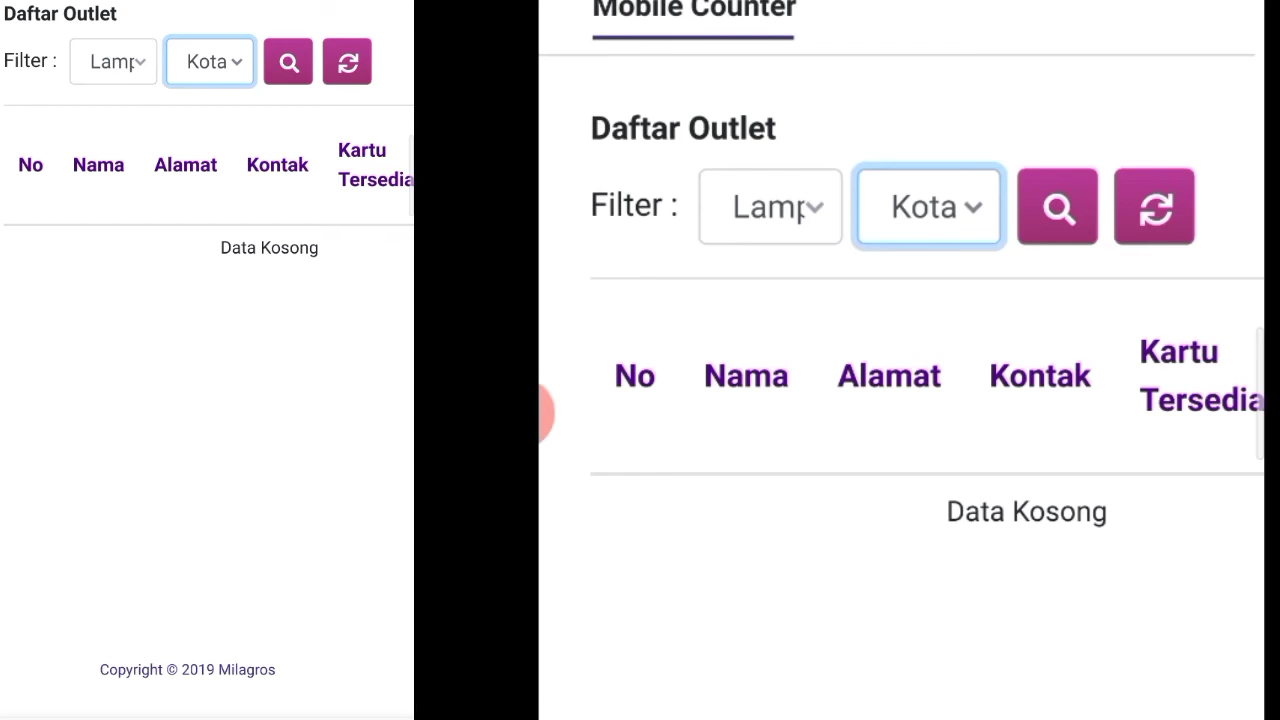 Daftar Outlet
Filter :
Lamp
Kota
No Nama Alamat Kontak Kartu Tersedia
Data Kosong
Copyright © 2019 Milagros
Mobile Counter
Daftar Outlet
Filter :
Lamp
Kota
No Nama Alamat Kontak Kartu Tersedia
Data Kosong